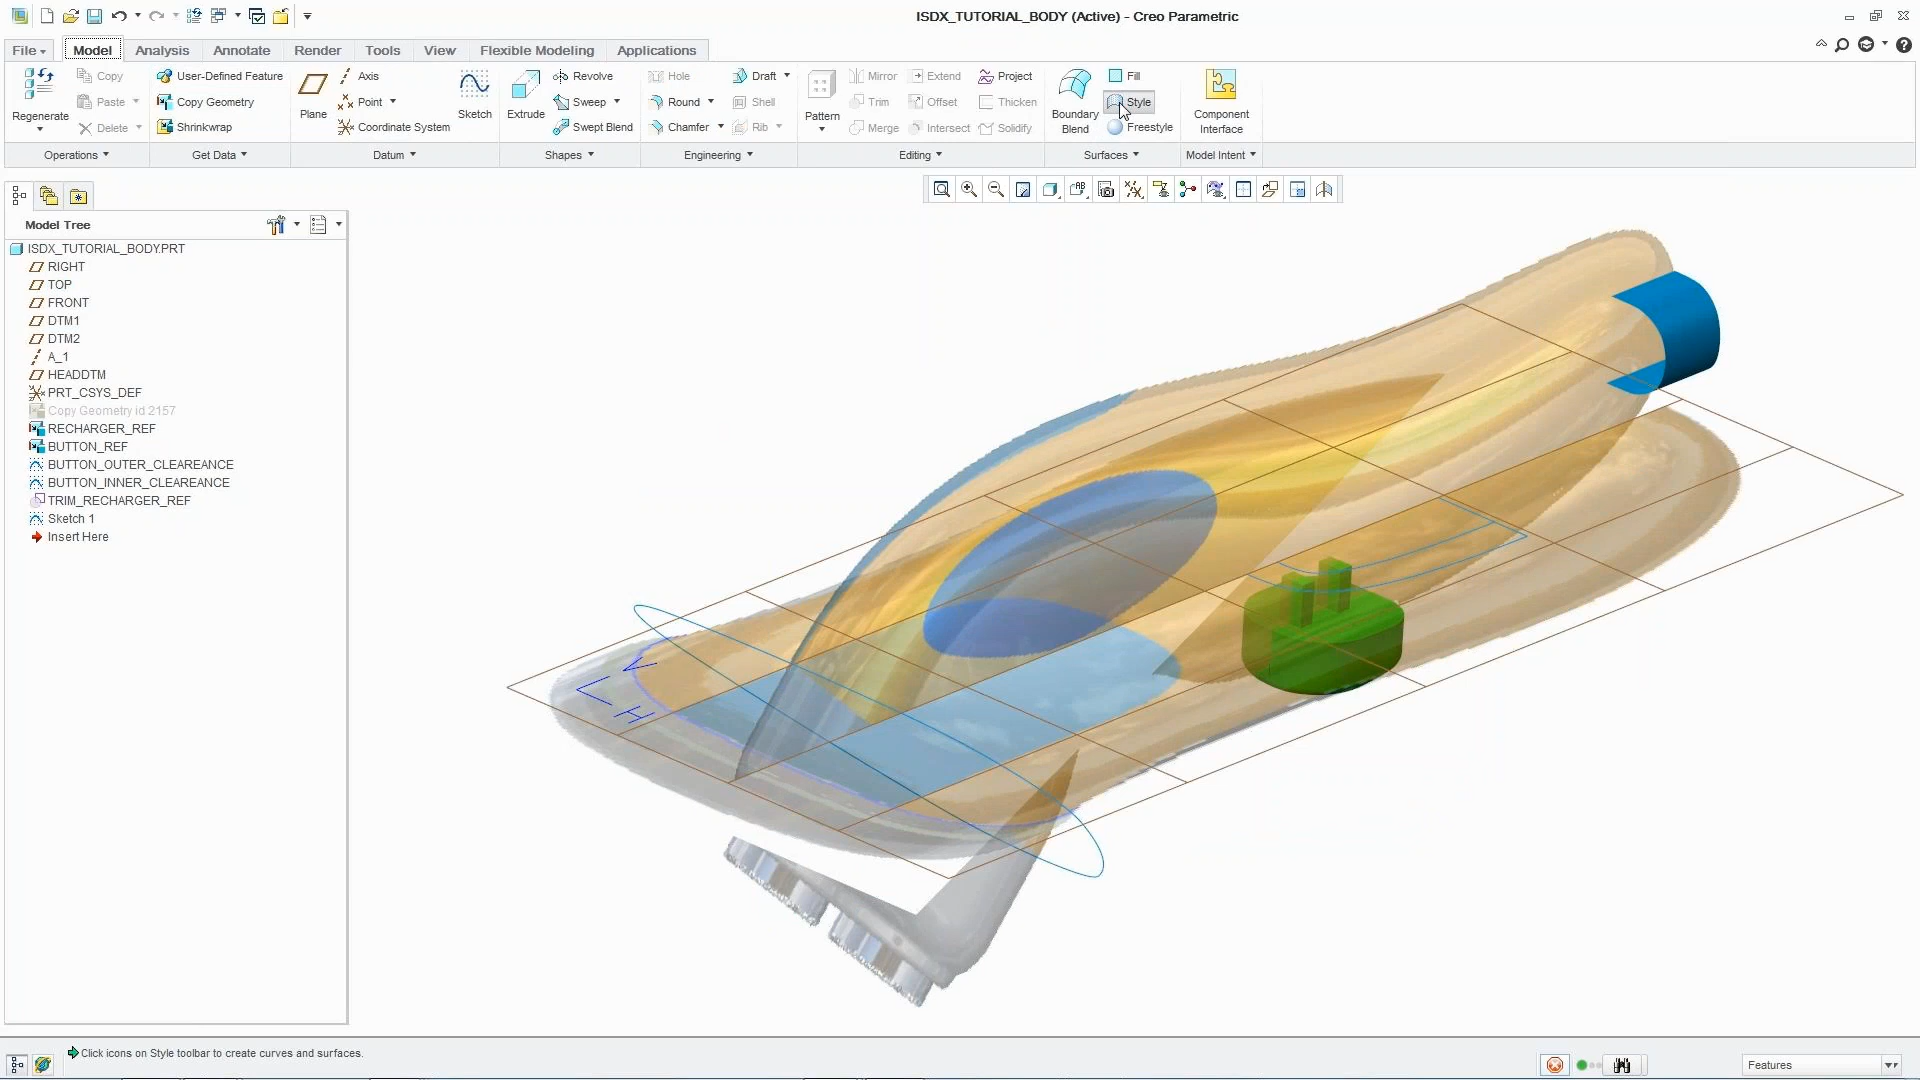 ISDX_TUTORIAL_BODY (Active) - Creo Parametric
File Model Analysis Annotate Render Tools View Flexible Modeling Applications
Regenerate
Copy
Paste
Delete
Operations
User-Defined Feature
Copy Geometry
Shrinkwrap
Get Data
Plane
Axis
Point
Coordinate System
Sketch
Datum
Extrude
Revolve
Sweep
Swept Blend
Shapes
Hole
Round
Chamfer
Draft
Shell
Rib
Engineering
Pattern
Mirror
Trim
Merge
Extend
Offset
Intersect
Project
Thicken
Solidify
Editing
Boundary
Blend
Fill
Style
Freestyle
Surfaces
Component
Interface
Model Intent
Model Tree
ISDX_TUTORIAL_BODY.PRT
RIGHT
TOP
FRONT
DTM1
DTM2
A_1
HEADDTM
PRT_CSYS_DEF
Copy Geometry id 2157
RECHARGER_REF
BUTTON_REF
BUTTON_OUTER_CLEAREANCE
BUTTON_INNER_CLEAREANCE
TRIM_RECHARGER_REF
Sketch 1
Insert Here
V
H
Click icons on Style toolbar to create curves and surfaces.
Features